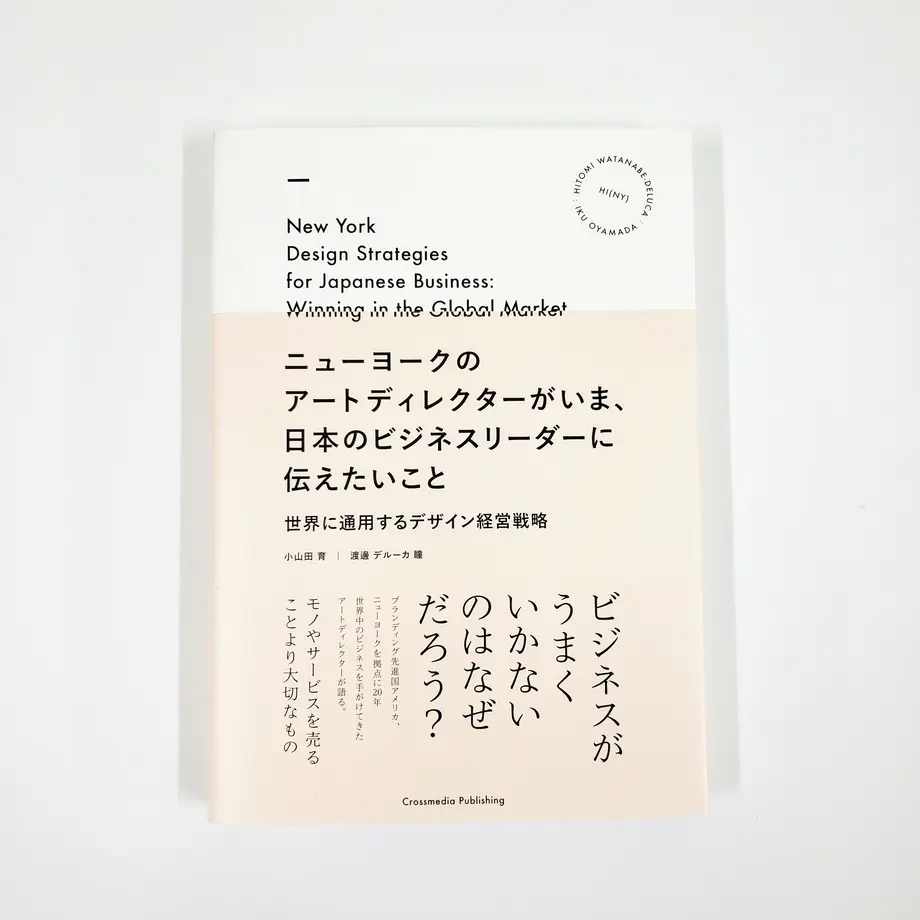 New York
Design Strategies
for Japanese Business:
Winning in the Global Market
HITOMI WATANABE-DELUCA : IKU OYAMADA :
HI(NY)
ニューヨークの
アートディレクターがいま、
日本のビジネスリーダーに
伝えたいこと
世界に通用するデザイン経営戦略
小山田 育 | 渡邊 デルーカ 瞳
ビジネスが
うまく
いかない
のはなぜ
だろう?
ブランディング先進国アメリカ、
ニューヨークを拠点に20年
世界中のビジネスを手がけてきた
アートディレクターが語る。
モノやサービスを売る
ことより大切なもの
Crossmedia Publishing